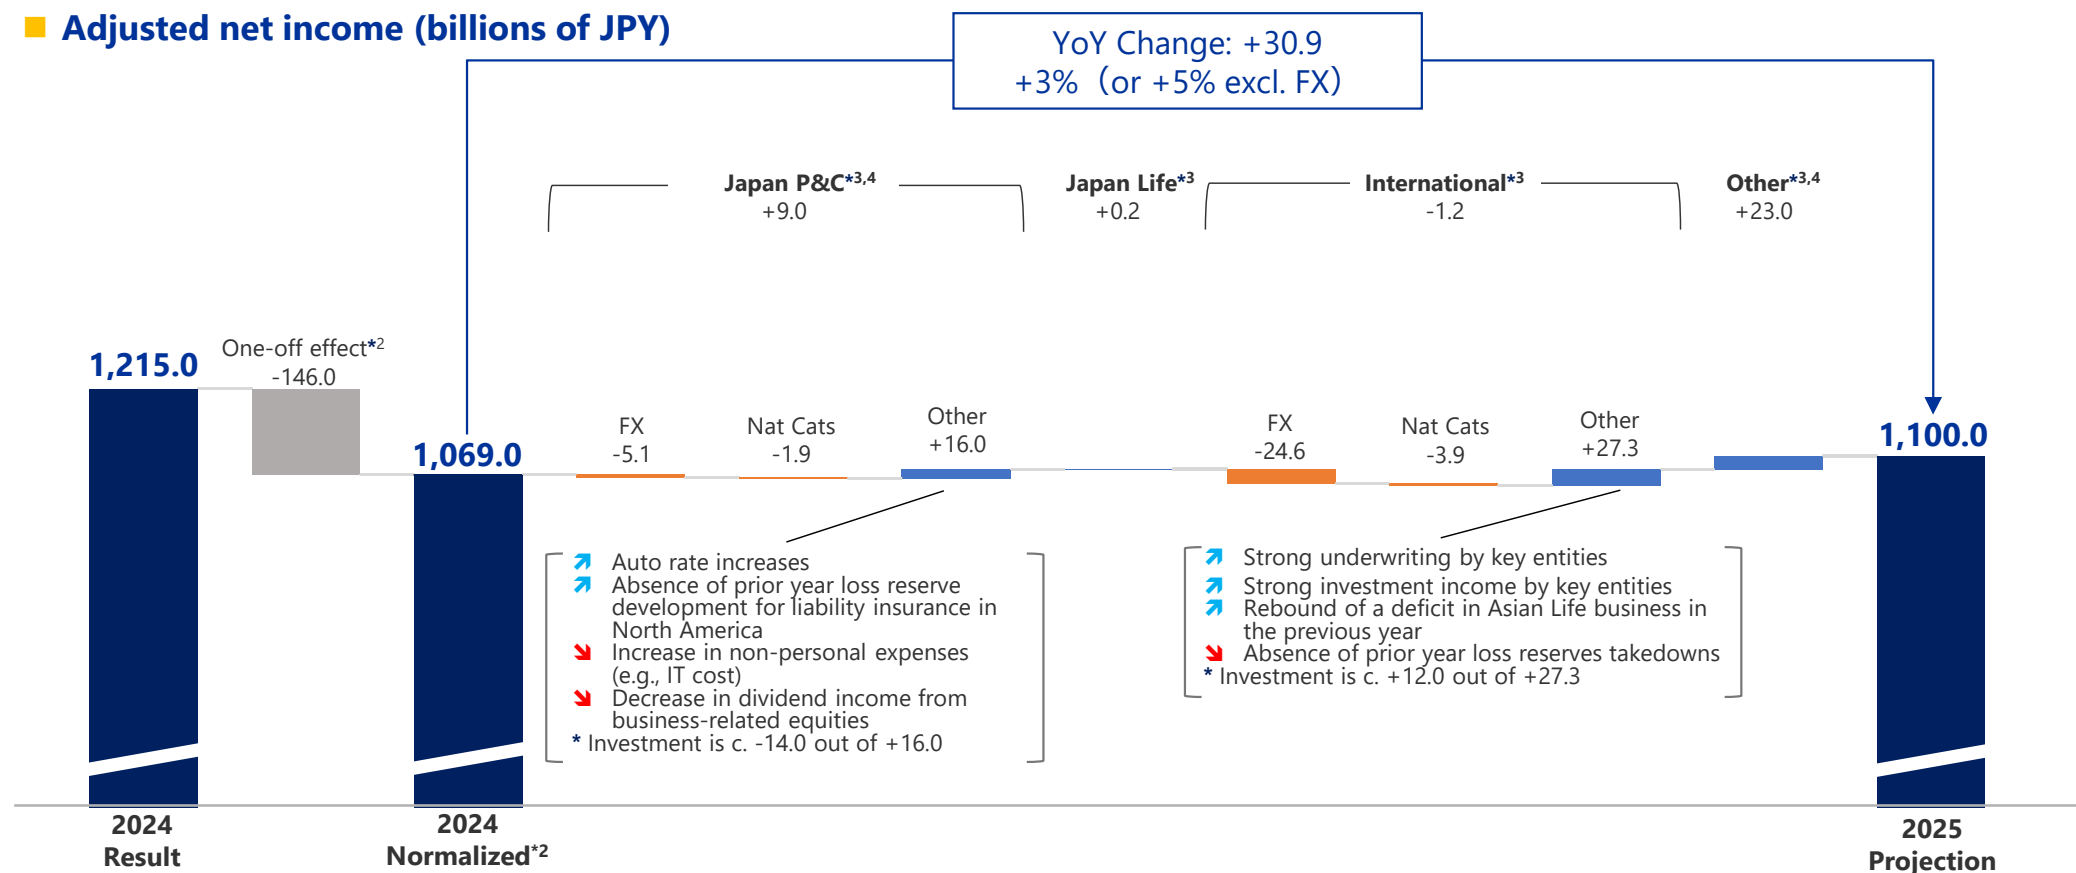 Adjusted net income (billions of JPY)
YoY Change: +30.9
+3%（or +5% excl. FX）
Japan P&C*3,4
+9.0
Japan Life*3
+0.2
International*3
-1.2
Other*3,4
+23.0
1,215.0
One-off effect*2
-146.0
1,069.0
FX
-5.1
Nat Cats
-1.9
Other
+16.0
FX
-24.6
Nat Cats
-3.9
Other
+27.3
1,100.0
Auto rate increases
Absence of prior year loss reserve
development for liability insurance in
North America
Increase in non-personal expenses
(e.g., IT cost)
Decrease in dividend income from
business-related equities
* Investment is c. -14.0 out of +16.0
Strong underwriting by key entities
Strong investment income by key entities
Rebound of a deficit in Asian Life business in
the previous year
Absence of prior year loss reserves takedowns
* Investment is c. +12.0 out of +27.3
2024
Result
2024
Normalized*2
2025
Projection